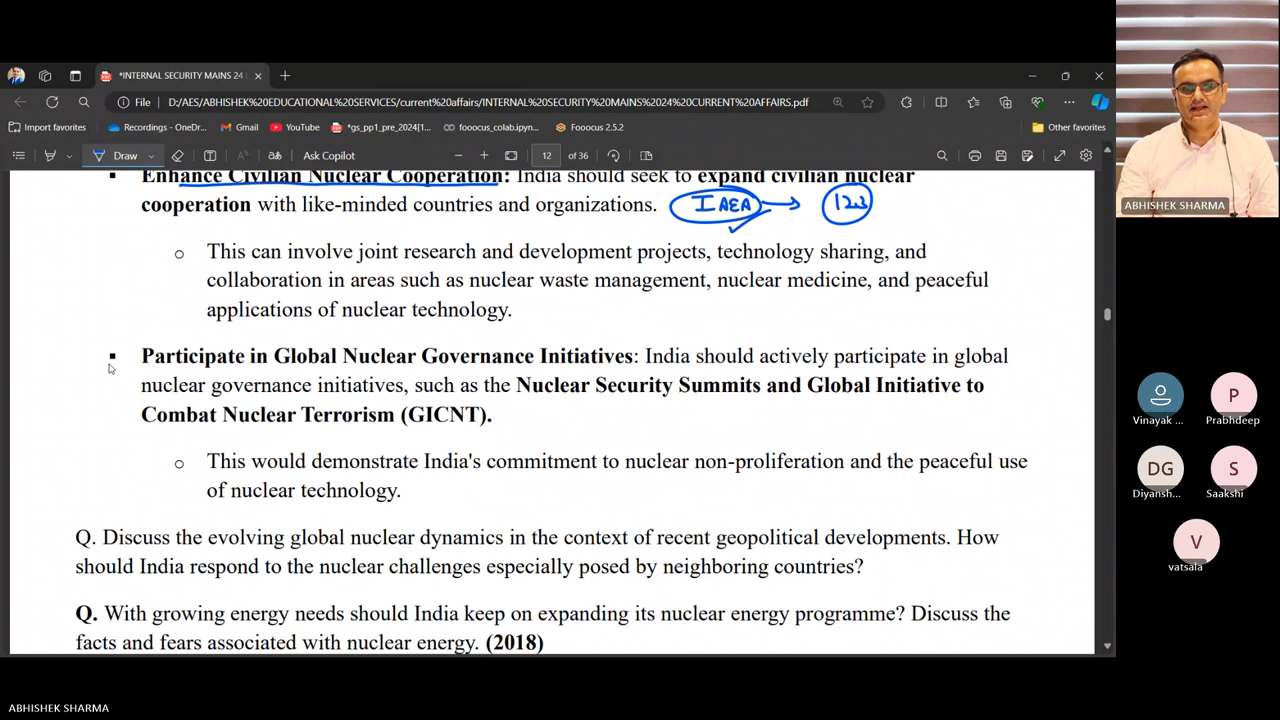 *INTERNAL SECURITY MAINS 24
File D:/AES/ABHISHEK%20EDUCATIONAL%20SERVICES/current%20affairs/INTERNAL%20SECURITY%20MAINS%202024%20CURRENT%20AFFAIRS.pdf
Import favorites Recordings - OneDr... Gmail YouTube *gs_pp1_pre_2024[1... fooocus_colab.ipyn... Fooocus 2.5.2 Other favorites
Draw Ask Copilot 12 of 36
Enhance Civilian Nuclear Cooperation: India should seek to expand civilian nuclear
cooperation with like-minded countries and organizations. IAEA → 123
This can involve joint research and development projects, technology sharing, and
collaboration in areas such as nuclear waste management, nuclear medicine, and peaceful
applications of nuclear technology.
Participate in Global Nuclear Governance Initiatives: India should actively participate in global
nuclear governance initiatives, such as the Nuclear Security Summits and Global Initiative to
Combat Nuclear Terrorism (GICNT).
This would demonstrate India's commitment to nuclear non-proliferation and the peaceful use
of nuclear technology.
Q. Discuss the evolving global nuclear dynamics in the context of recent geopolitical developments. How
should India respond to the nuclear challenges especially posed by neighboring countries?
Q. With growing energy needs should India keep on expanding its nuclear energy programme? Discuss the
facts and fears associated with nuclear energy. (2018)
ABHISHEK SHARMA
Vinayak ... P Prabhdeep
DG Diyansh... S Saakshi
V vatsala
ABHISHEK SHARMA